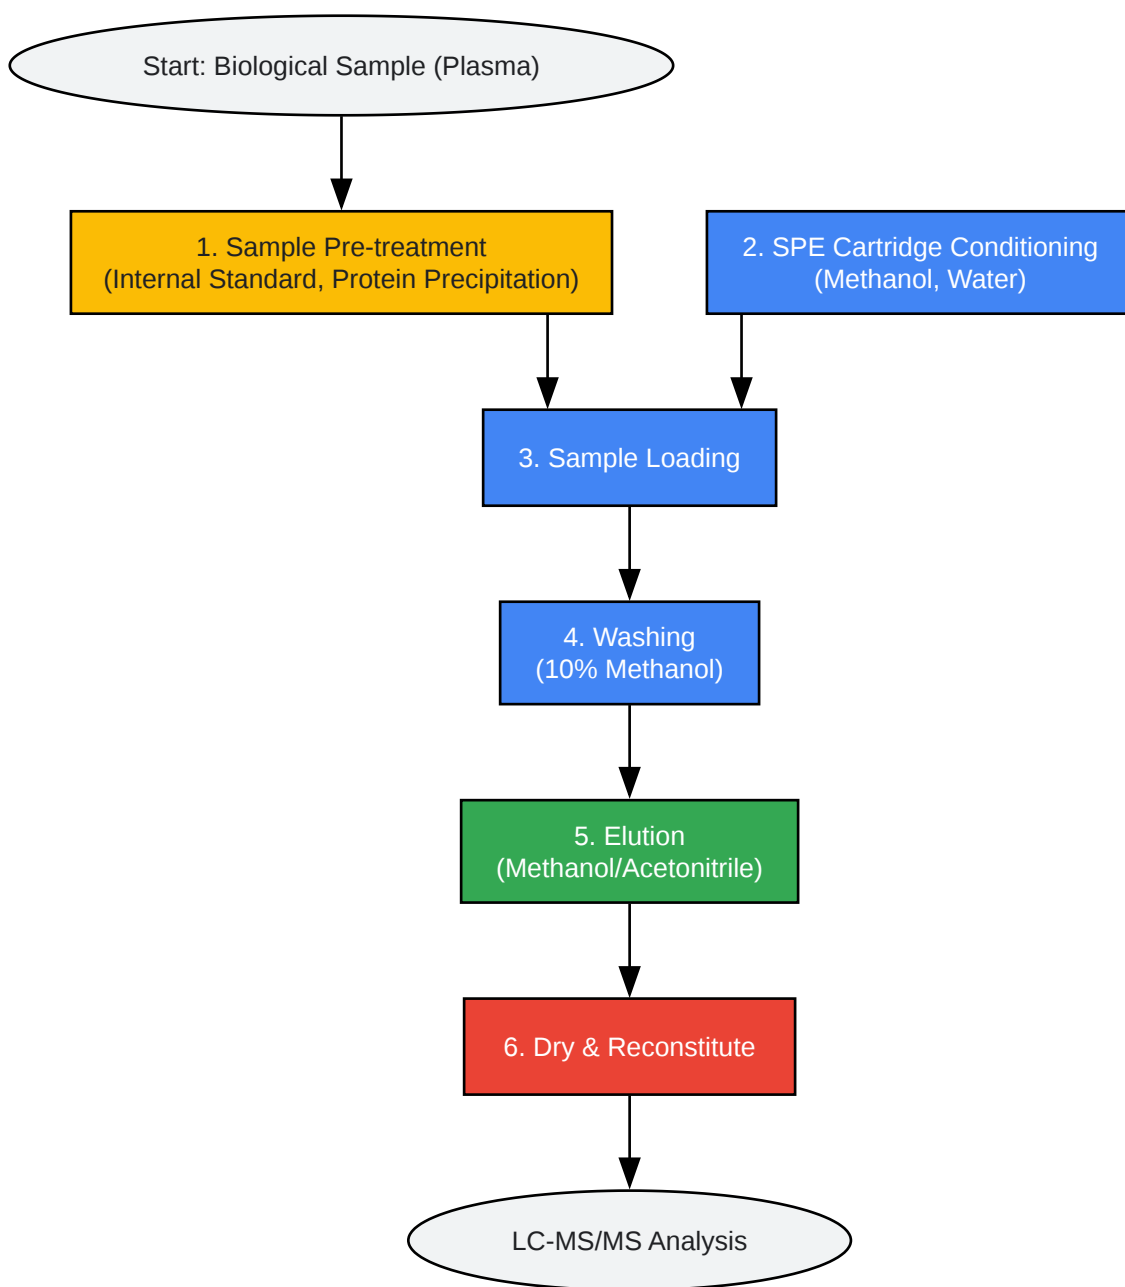 Start: Biological Sample (Plasma)
1. Sample Pre-treatment
(Internal Standard, Protein Precipitation)
2. SPE Cartridge Conditioning
(Methanol, Water)
3. Sample Loading
4. Washing
(10% Methanol)
5. Elution
(Methanol/Acetonitrile)
6. Dry & Reconstitute
LC-MS/MS Analysis